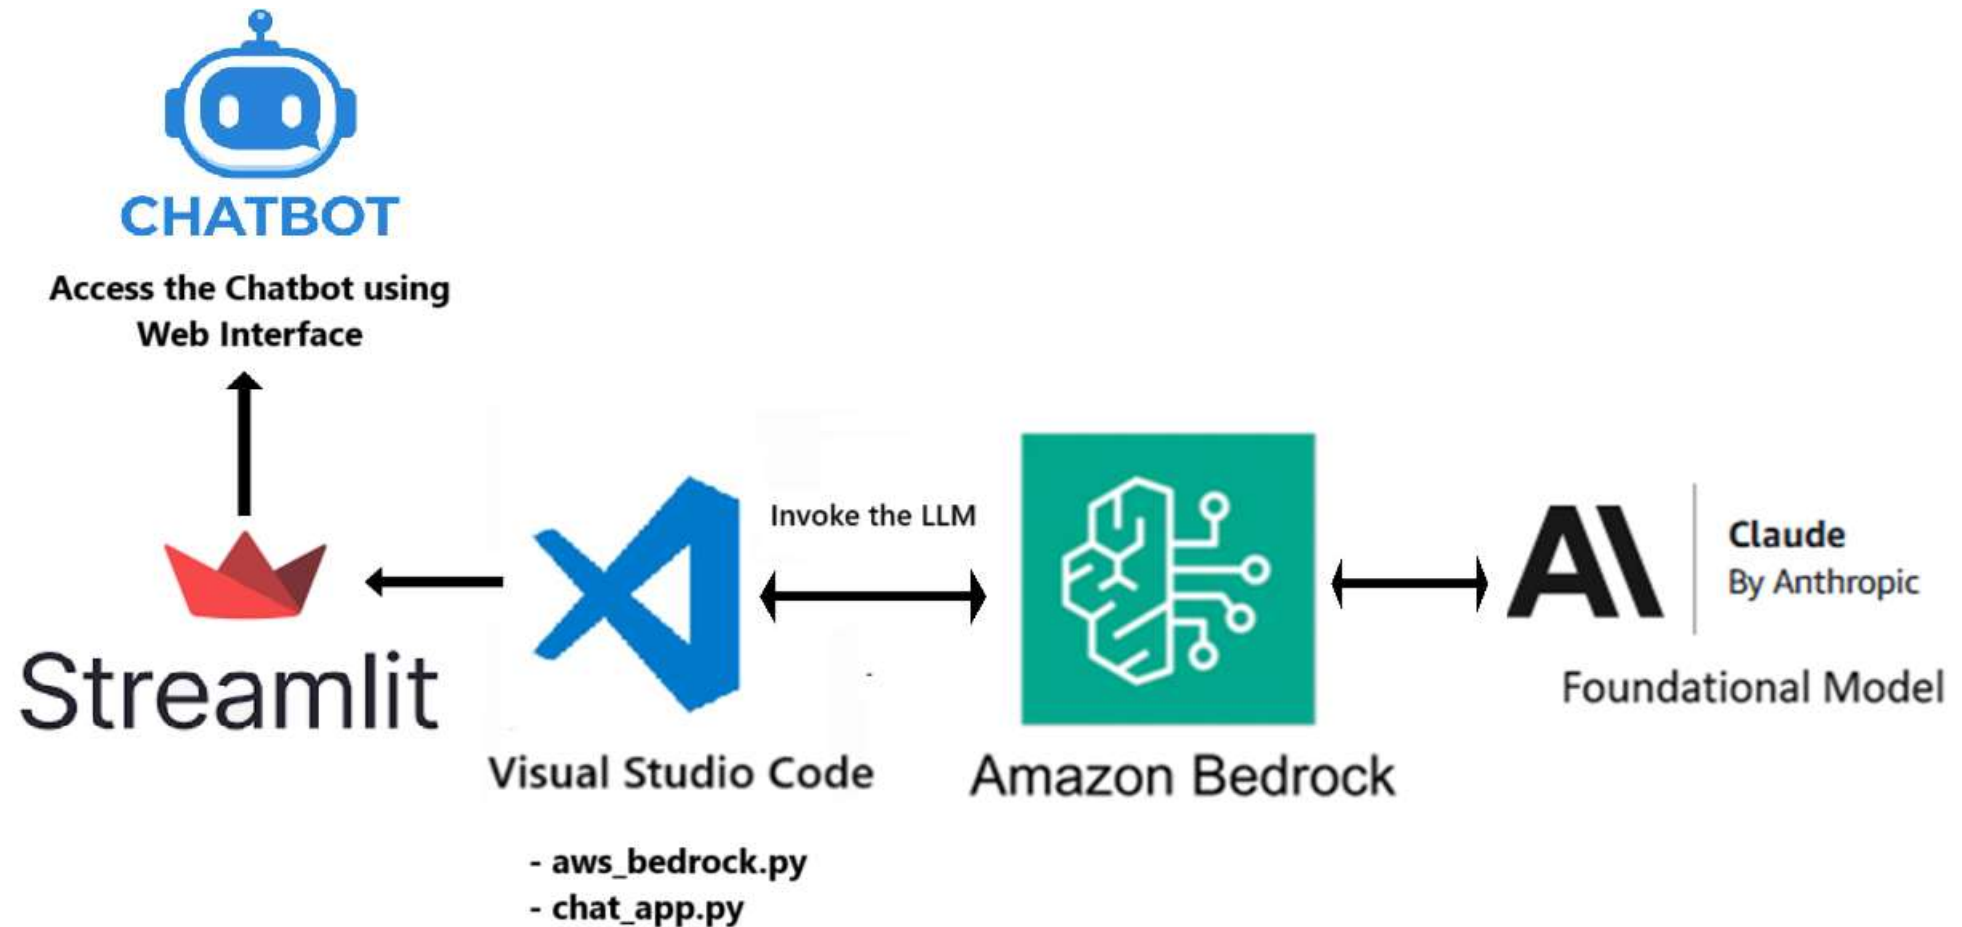 CHATBOT
Access the Chatbot using
Web Interface
Streamlit
Invoke the LLM
Visual Studio Code
- aws_bedrock.py
- chat_app.py
Amazon Bedrock
Claude
By Anthropic
Foundational Model